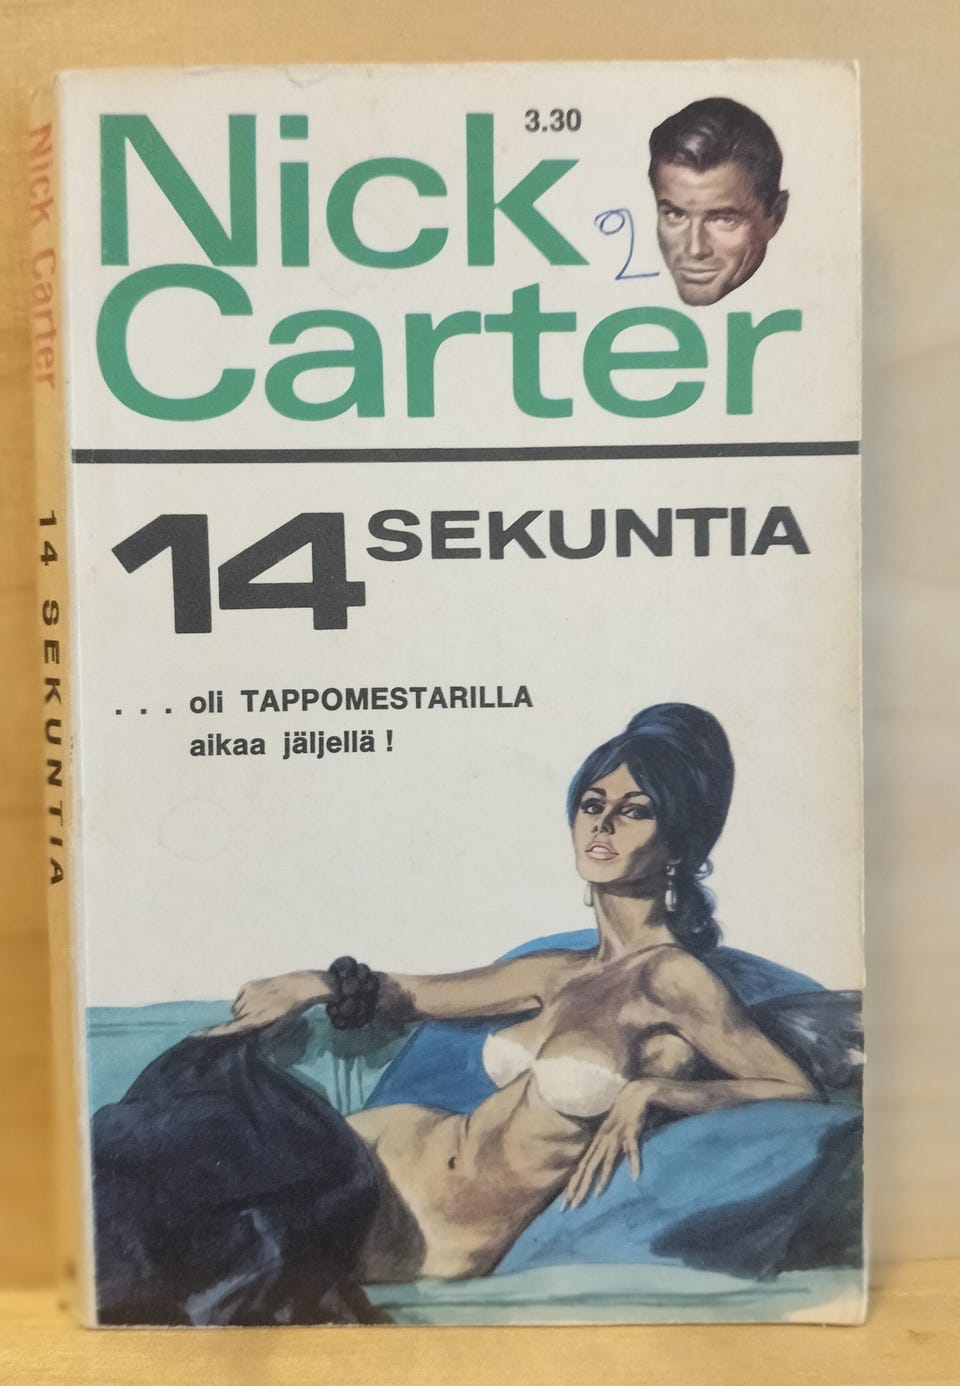 Nick
3.30
2
Carter
14 SEKUNTIA
. . . oli TAPPOMESTARILLA
aikaa jäljellä !
Nick Carter 14 SEKUNTIA